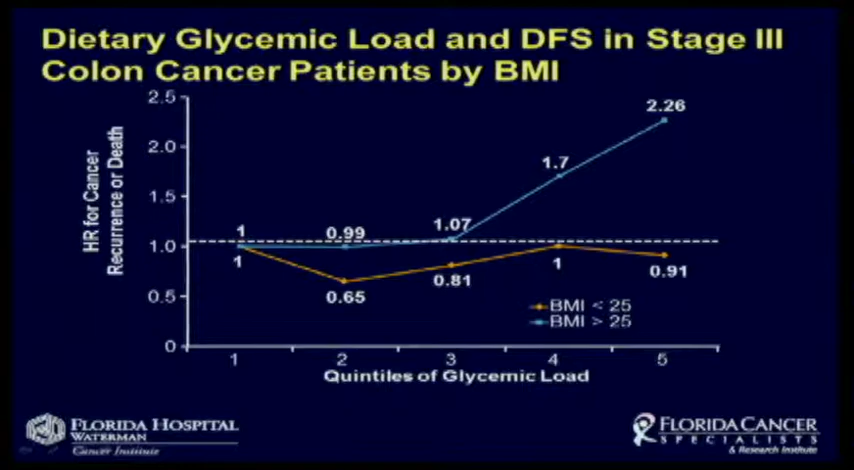 Dietary Glycemic Load and DFS in Stage III
Colon Cancer Patients by BMI
HR for Cancer
Recurrence or Death
2.5
2.0
1.5
1.0
0.5
0
1
0.99
1.07
1.7
2.26
1
0.65
0.81
1
0.91
BMI < 25
BMI > 25
1 2 3 4 5
Quintiles of Glycemic Load
FLORIDA HOSPITAL
WATERMAN
Cancer Institute
FLORIDA CANCER
SPECIALISTS
& Research Institute